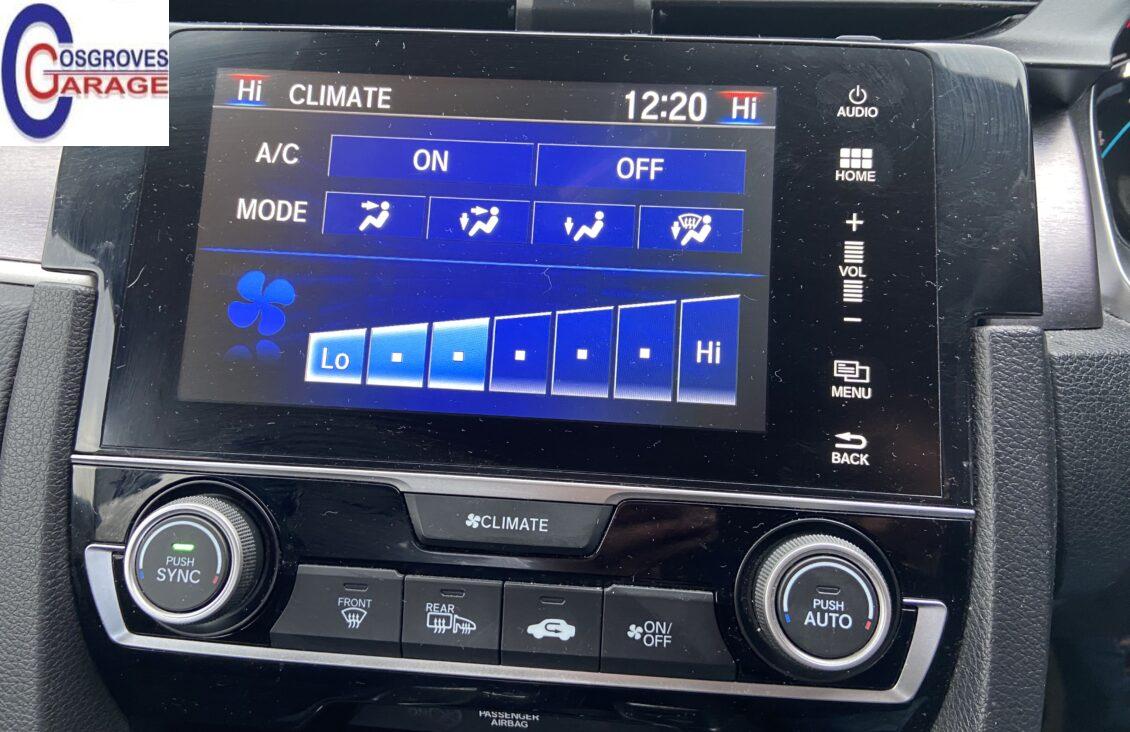 COSGROVES
GARAGE
Hi CLIMATE 12:20 Hi
A/C ON OFF
MODE
Lo Hi
AUDIO
HOME
+
VOL
−
MENU
BACK
CLIMATE
PUSH
SYNC
FRONT
REAR
ON/
OFF
PUSH
AUTO
PASSENGER
AIRBAG